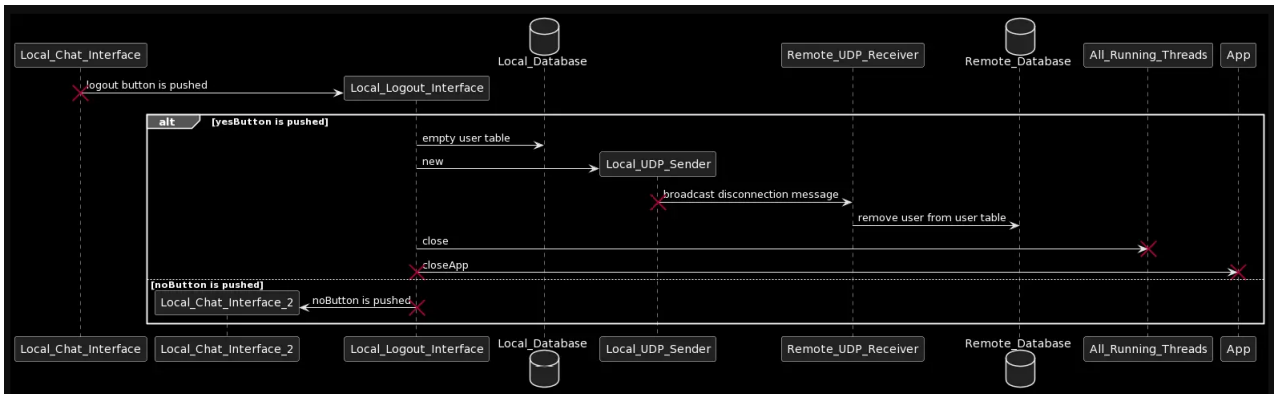 Local_Chat_Interface
Local_Database
Remote_UDP_Receiver
Remote_Database
All_Running_Threads
App
logout button is pushed
Local_Logout_Interface
alt
[yesButton is pushed]
empty user table
new
Local_UDP_Sender
broadcast disconnection message
remove user from user table
close
closeApp
[noButton is pushed]
Local_Chat_Interface_2
noButton is pushed
Local_Chat_Interface
Local_Chat_Interface_2
Local_Logout_Interface
Local_Database
Local_UDP_Sender
Remote_UDP_Receiver
Remote_Database
All_Running_Threads
App